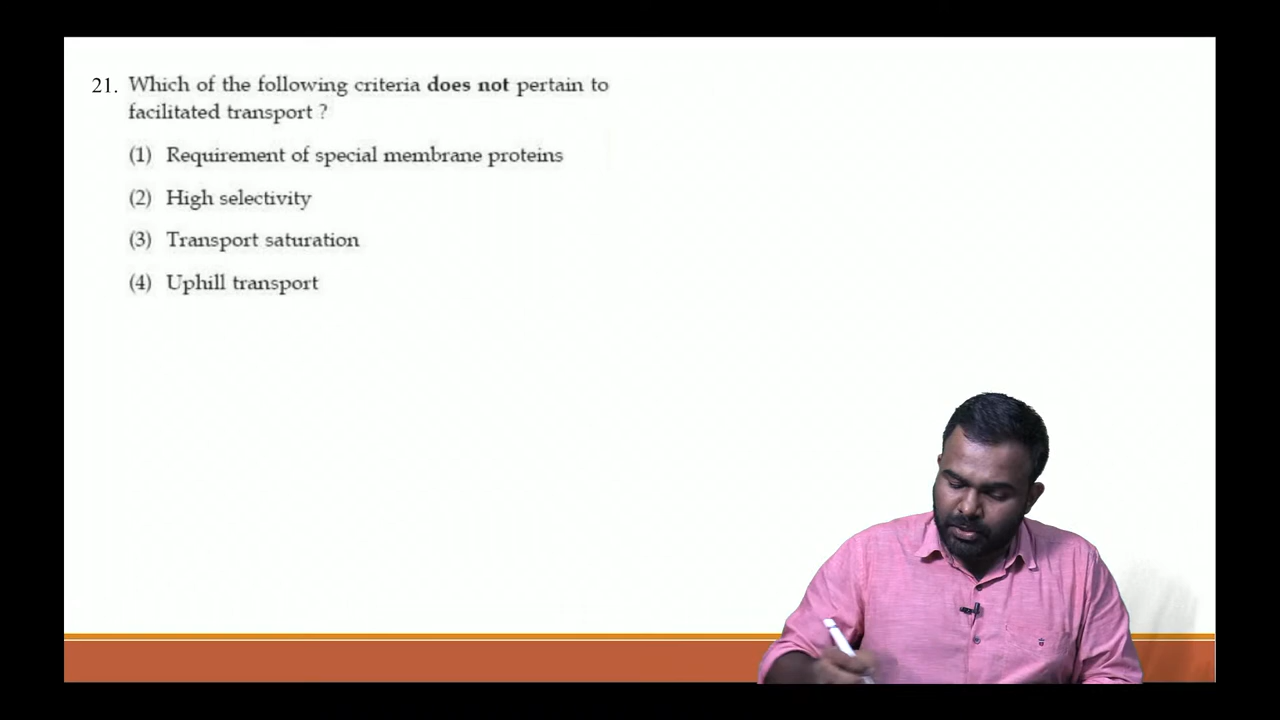 21. Which of the following criteria does not pertain to
facilitated transport ?
(1) Requirement of special membrane proteins
(2) High selectivity
(3) Transport saturation
(4) Uphill transport